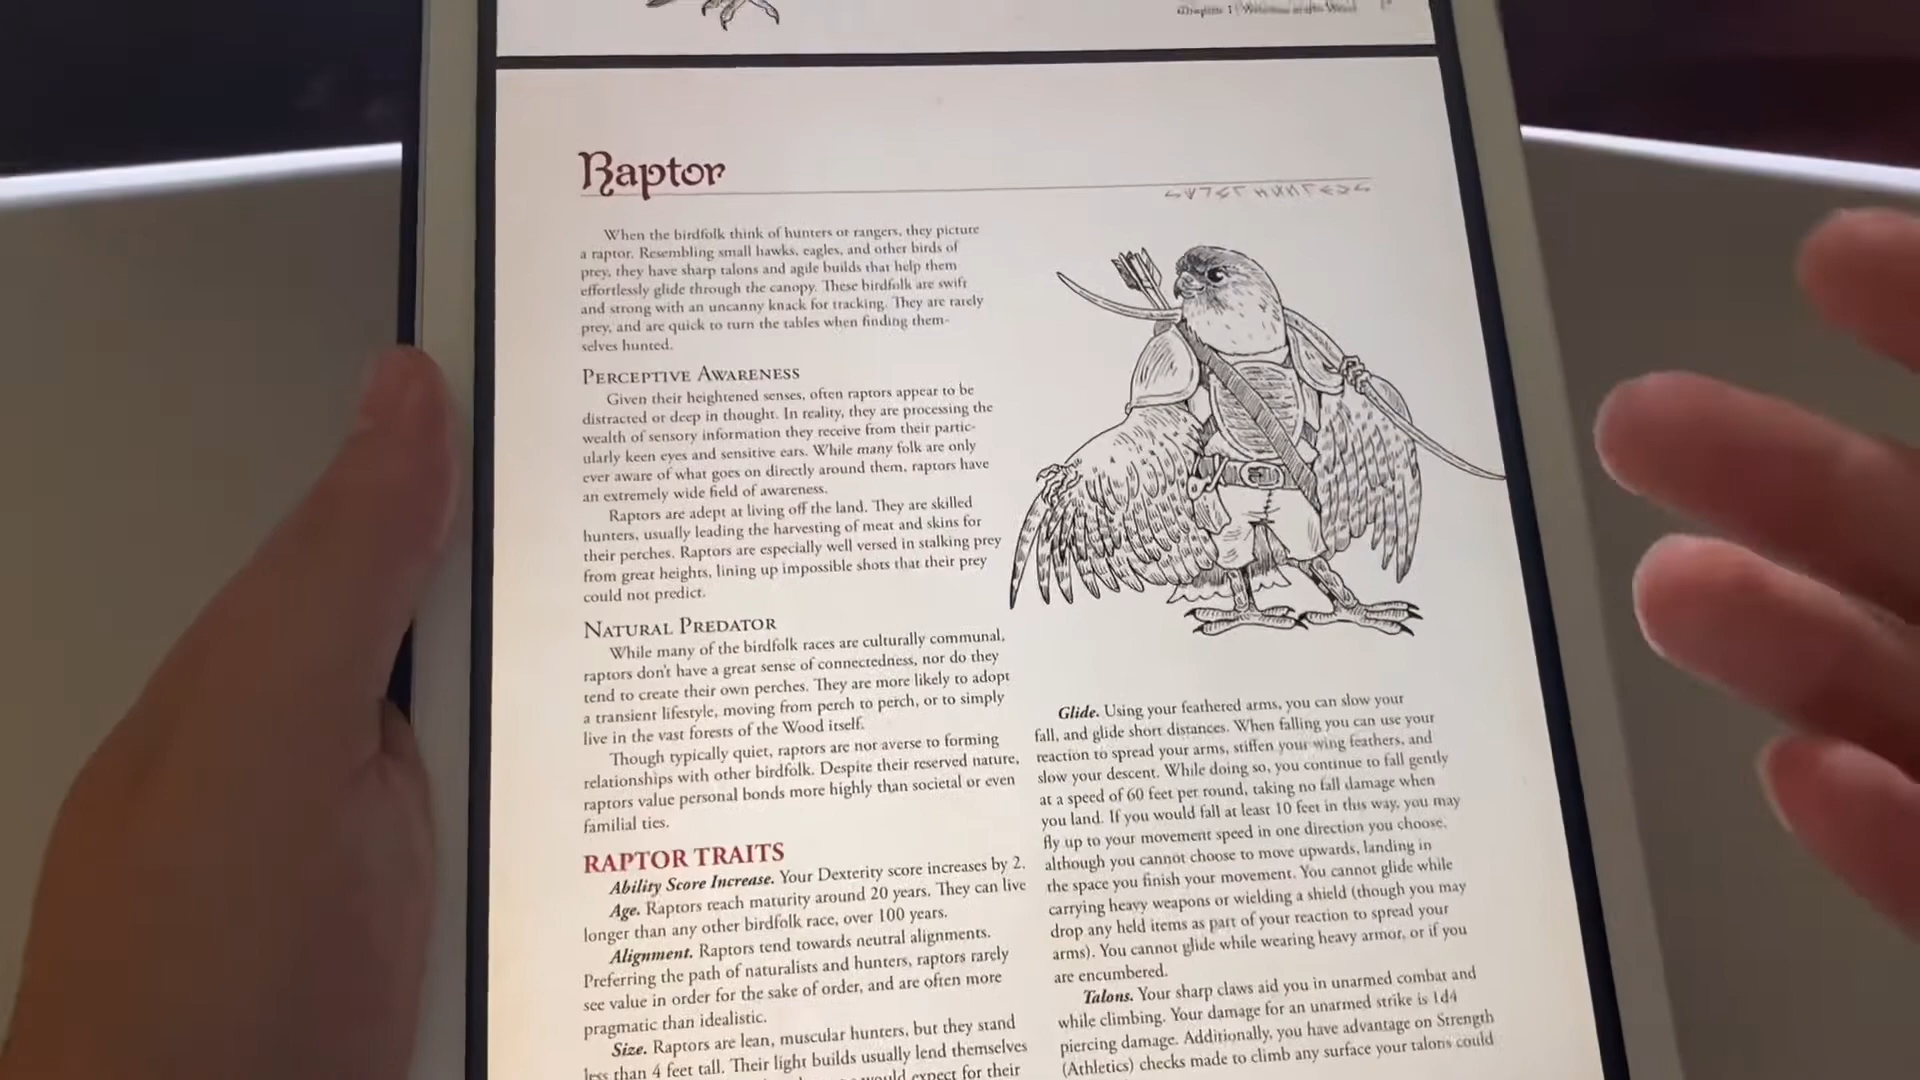 Chapter 1 | Welcome to the Wood
Raptor
When the birdfolk think of hunters or rangers, they picture
a raptor. Resembling small hawks, eagles, and other birds of
prey, they have sharp talons and agile builds that help them
effortlessly glide through the canopy. These birdfolk are swift
and strong with an uncanny knack for tracking. They are rarely
prey, and are quick to turn the tables when finding them-
selves hunted.
Perceptive Awareness
Given their heightened senses, often raptors appear to be
distracted or deep in thought. In reality, they are processing the
wealth of sensory information they receive from their partic-
ularly keen eyes and sensitive ears. While many folk are only
ever aware of what goes on directly around them, raptors have
an extremely wide field of awareness.
Raptors are adept at living off the land. They are skilled
hunters, usually leading the harvesting of meat and skins for
their perches. Raptors are especially well versed in stalking prey
from great heights, lining up impossible shots that their prey
could not predict.
Natural Predator
While many of the birdfolk races are culturally communal,
raptors don't have a great sense of connectedness, nor do they
tend to create their own perches. They are more likely to adopt
a transient lifestyle, moving from perch to perch, or to simply
live in the vast forests of the Wood itself.
Though typically quiet, raptors are not averse to forming
relationships with other birdfolk. Despite their reserved nature,
raptors value personal bonds more highly than societal or even
familial ties.
RAPTOR TRAITS
Ability Score Increase. Your Dexterity score increases by 2.
Age. Raptors reach maturity around 20 years. They can live
longer than any other birdfolk race, over 100 years.
Alignment. Raptors tend towards neutral alignments.
Preferring the path of naturalists and hunters, raptors rarely
see value in order for the sake of order, and are often more
pragmatic than idealistic.
Size. Raptors are lean, muscular hunters, but they stand
less than 4 feet tall. Their light builds usually lend themselves
would expect for their
Glide. Using your feathered arms, you can slow your
fall, and glide short distances. When falling you can use your
reaction to spread your arms, stiffen your wing feathers, and
slow your descent. While doing so, you continue to fall gently
at a speed of 60 feet per round, taking no fall damage when
you land. If you would fall at least 10 feet in this way, you may
fly up to your movement speed in one direction you choose,
although you cannot choose to move upwards, landing in
the space you finish your movement. You cannot glide while
carrying heavy weapons or wielding a shield (though you may
drop any held items as part of your reaction to spread your
arms). You cannot glide while wearing heavy armor, or if you
are encumbered.
Talons. Your sharp claws aid you in unarmed combat and
while climbing. Your damage for an unarmed strike is 1d4
piercing damage. Additionally, you have advantage on Strength
(Athletics) checks made to climb any surface your talons could